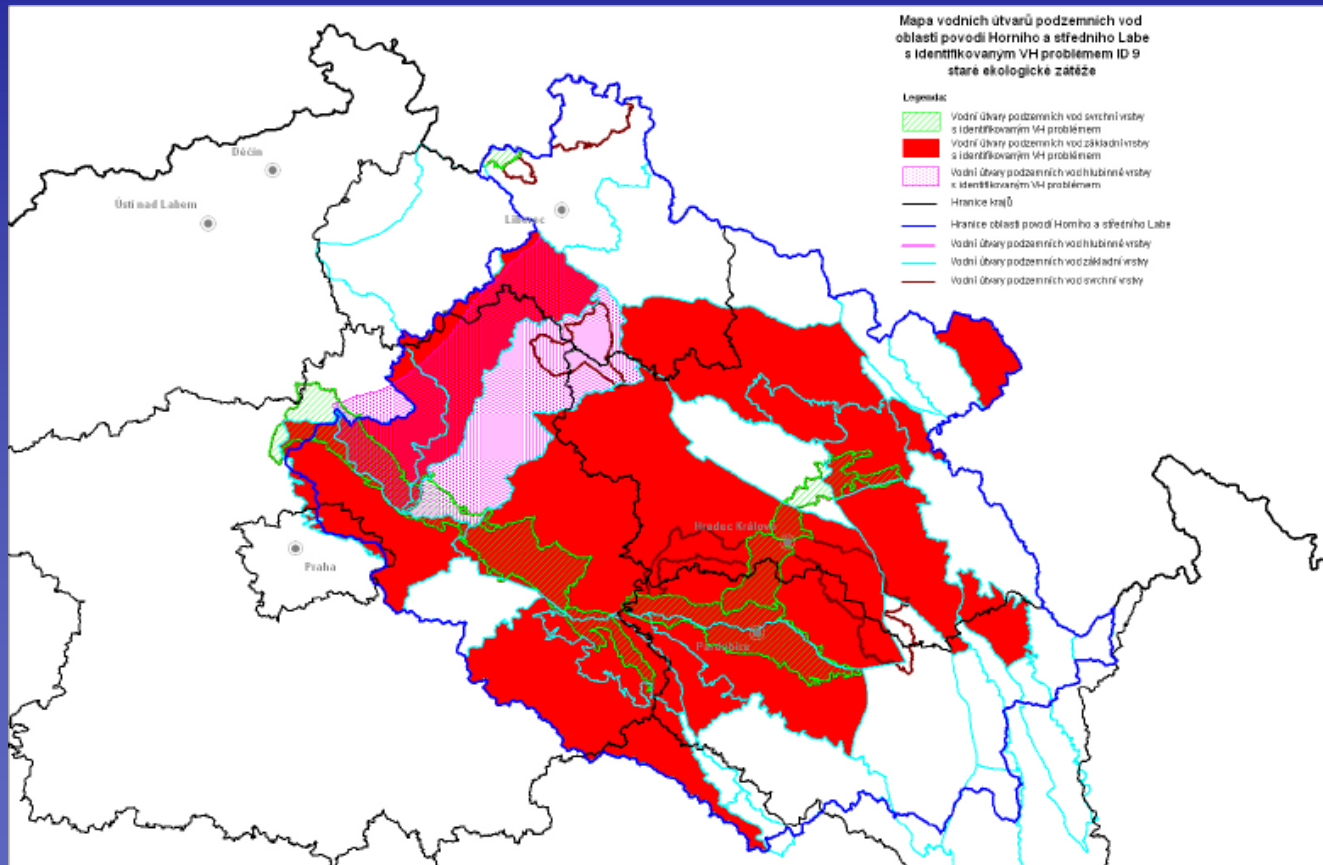 Mapa vodních útvarů podzemních vod
oblasti povodí Horního a středního Labe
s identifikovaným VH problémem ID 9
staré ekologické zátěže
Legenda:
Vodní útvary podzemních vod svrchní vrstvy
s identifikovaným VH problémem
Vodní útvary podzemních vod základní vrstvy
s identifikovaným VH problémem
Vodní útvary podzemních vod hlubinné vrstvy
s identifikovaným VH problémem
Hranice krajů
Hranice oblasti povodí Horního a středního Labe
Vodní útvary podzemních vod hlubinné vrstvy
Vodní útvary podzemních vod základní vrstvy
Vodní útvary podzemních vod svrchní vrstvy
Děčín
Ústí nad Labem
Liberec
Hradec Králové
Praha
Pardubice